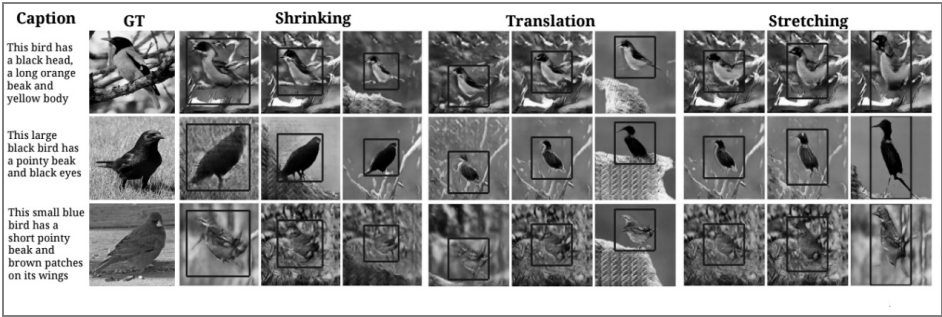 Caption GT Shrinking Translation Stretching
This bird has
a black head,
a long orange
beak and
yellow body
This large
black bird has
a pointy beak
and black eyes
This small blue
bird has a
short pointy
beak and
brown patches
on its wings